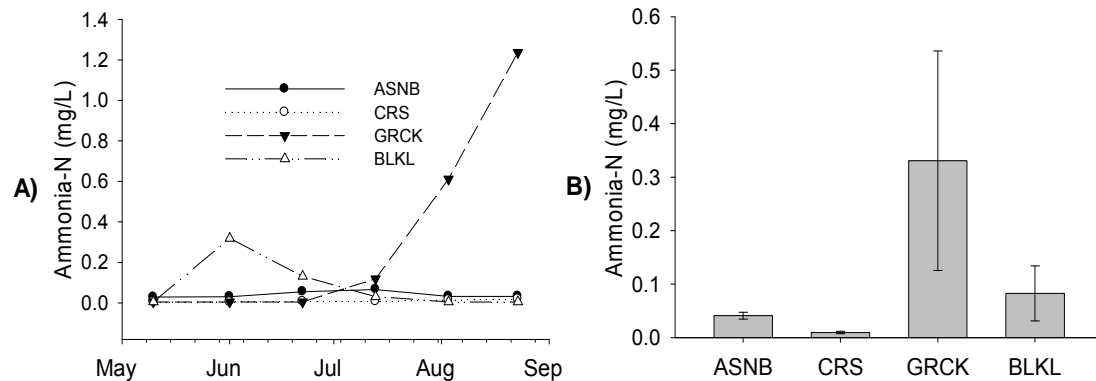 A)
Ammonia-N (mg/L)
1.4
1.2
1.0
0.8
0.6
0.4
0.2
0.0
ASNB
CRS
GRCK
BLKL
May Jun Jul Aug Sep
B)
Ammonia-N (mg/L)
0.6
0.5
0.4
0.3
0.2
0.1
0.0
ASNB CRS GRCK BLKL